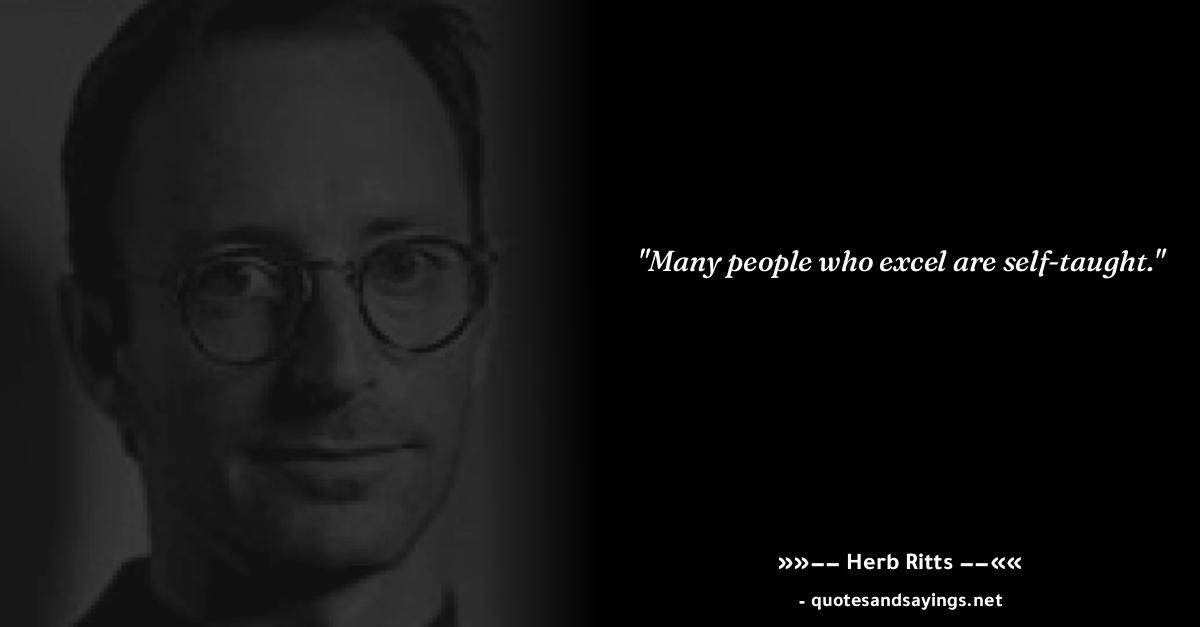 "Many people who excel are self-taught."
»»–– Herb Ritts ––««
- quotesandsayings.net